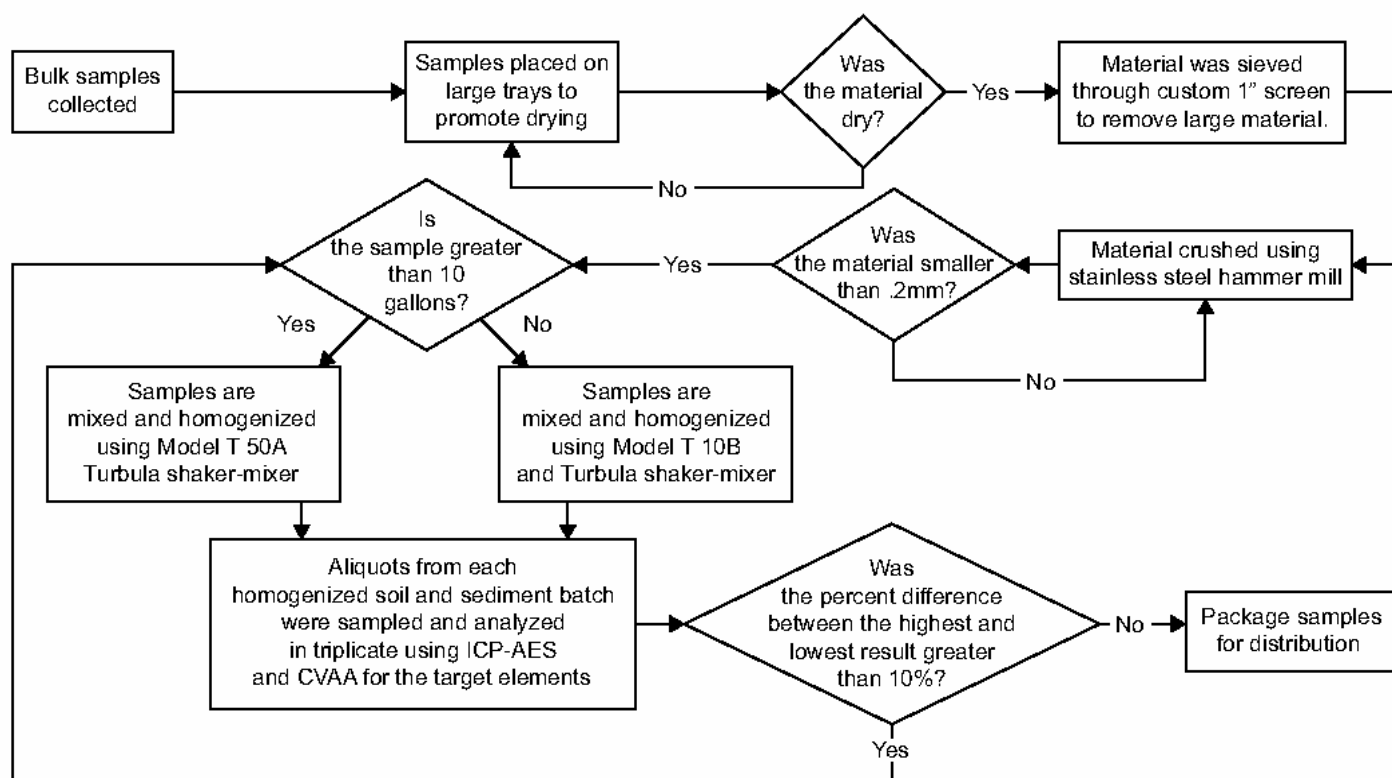 Bulk samples
collected
Samples placed on
large trays to
promote drying
Was
the material
dry?
Yes
Material was sieved
through custom 1” screen
to remove large material.
No
Is
the sample greater
than 10
gallons?
Yes
Was
the material smaller
than .2mm?
Material crushed using
stainless steel hammer mill
No
Yes
No
Samples are
mixed and homogenized
using Model T 50A
Turbula shaker-mixer
Samples are
mixed and homogenized
using Model T 10B
and Turbula shaker-mixer
Aliquots from each
homogenized soil and sediment batch
were sampled and analyzed
in triplicate using ICP-AES
and CVAA for the target elements
Was
the percent difference
between the highest and
lowest result greater
than 10%?
No
Package samples
for distribution
Yes